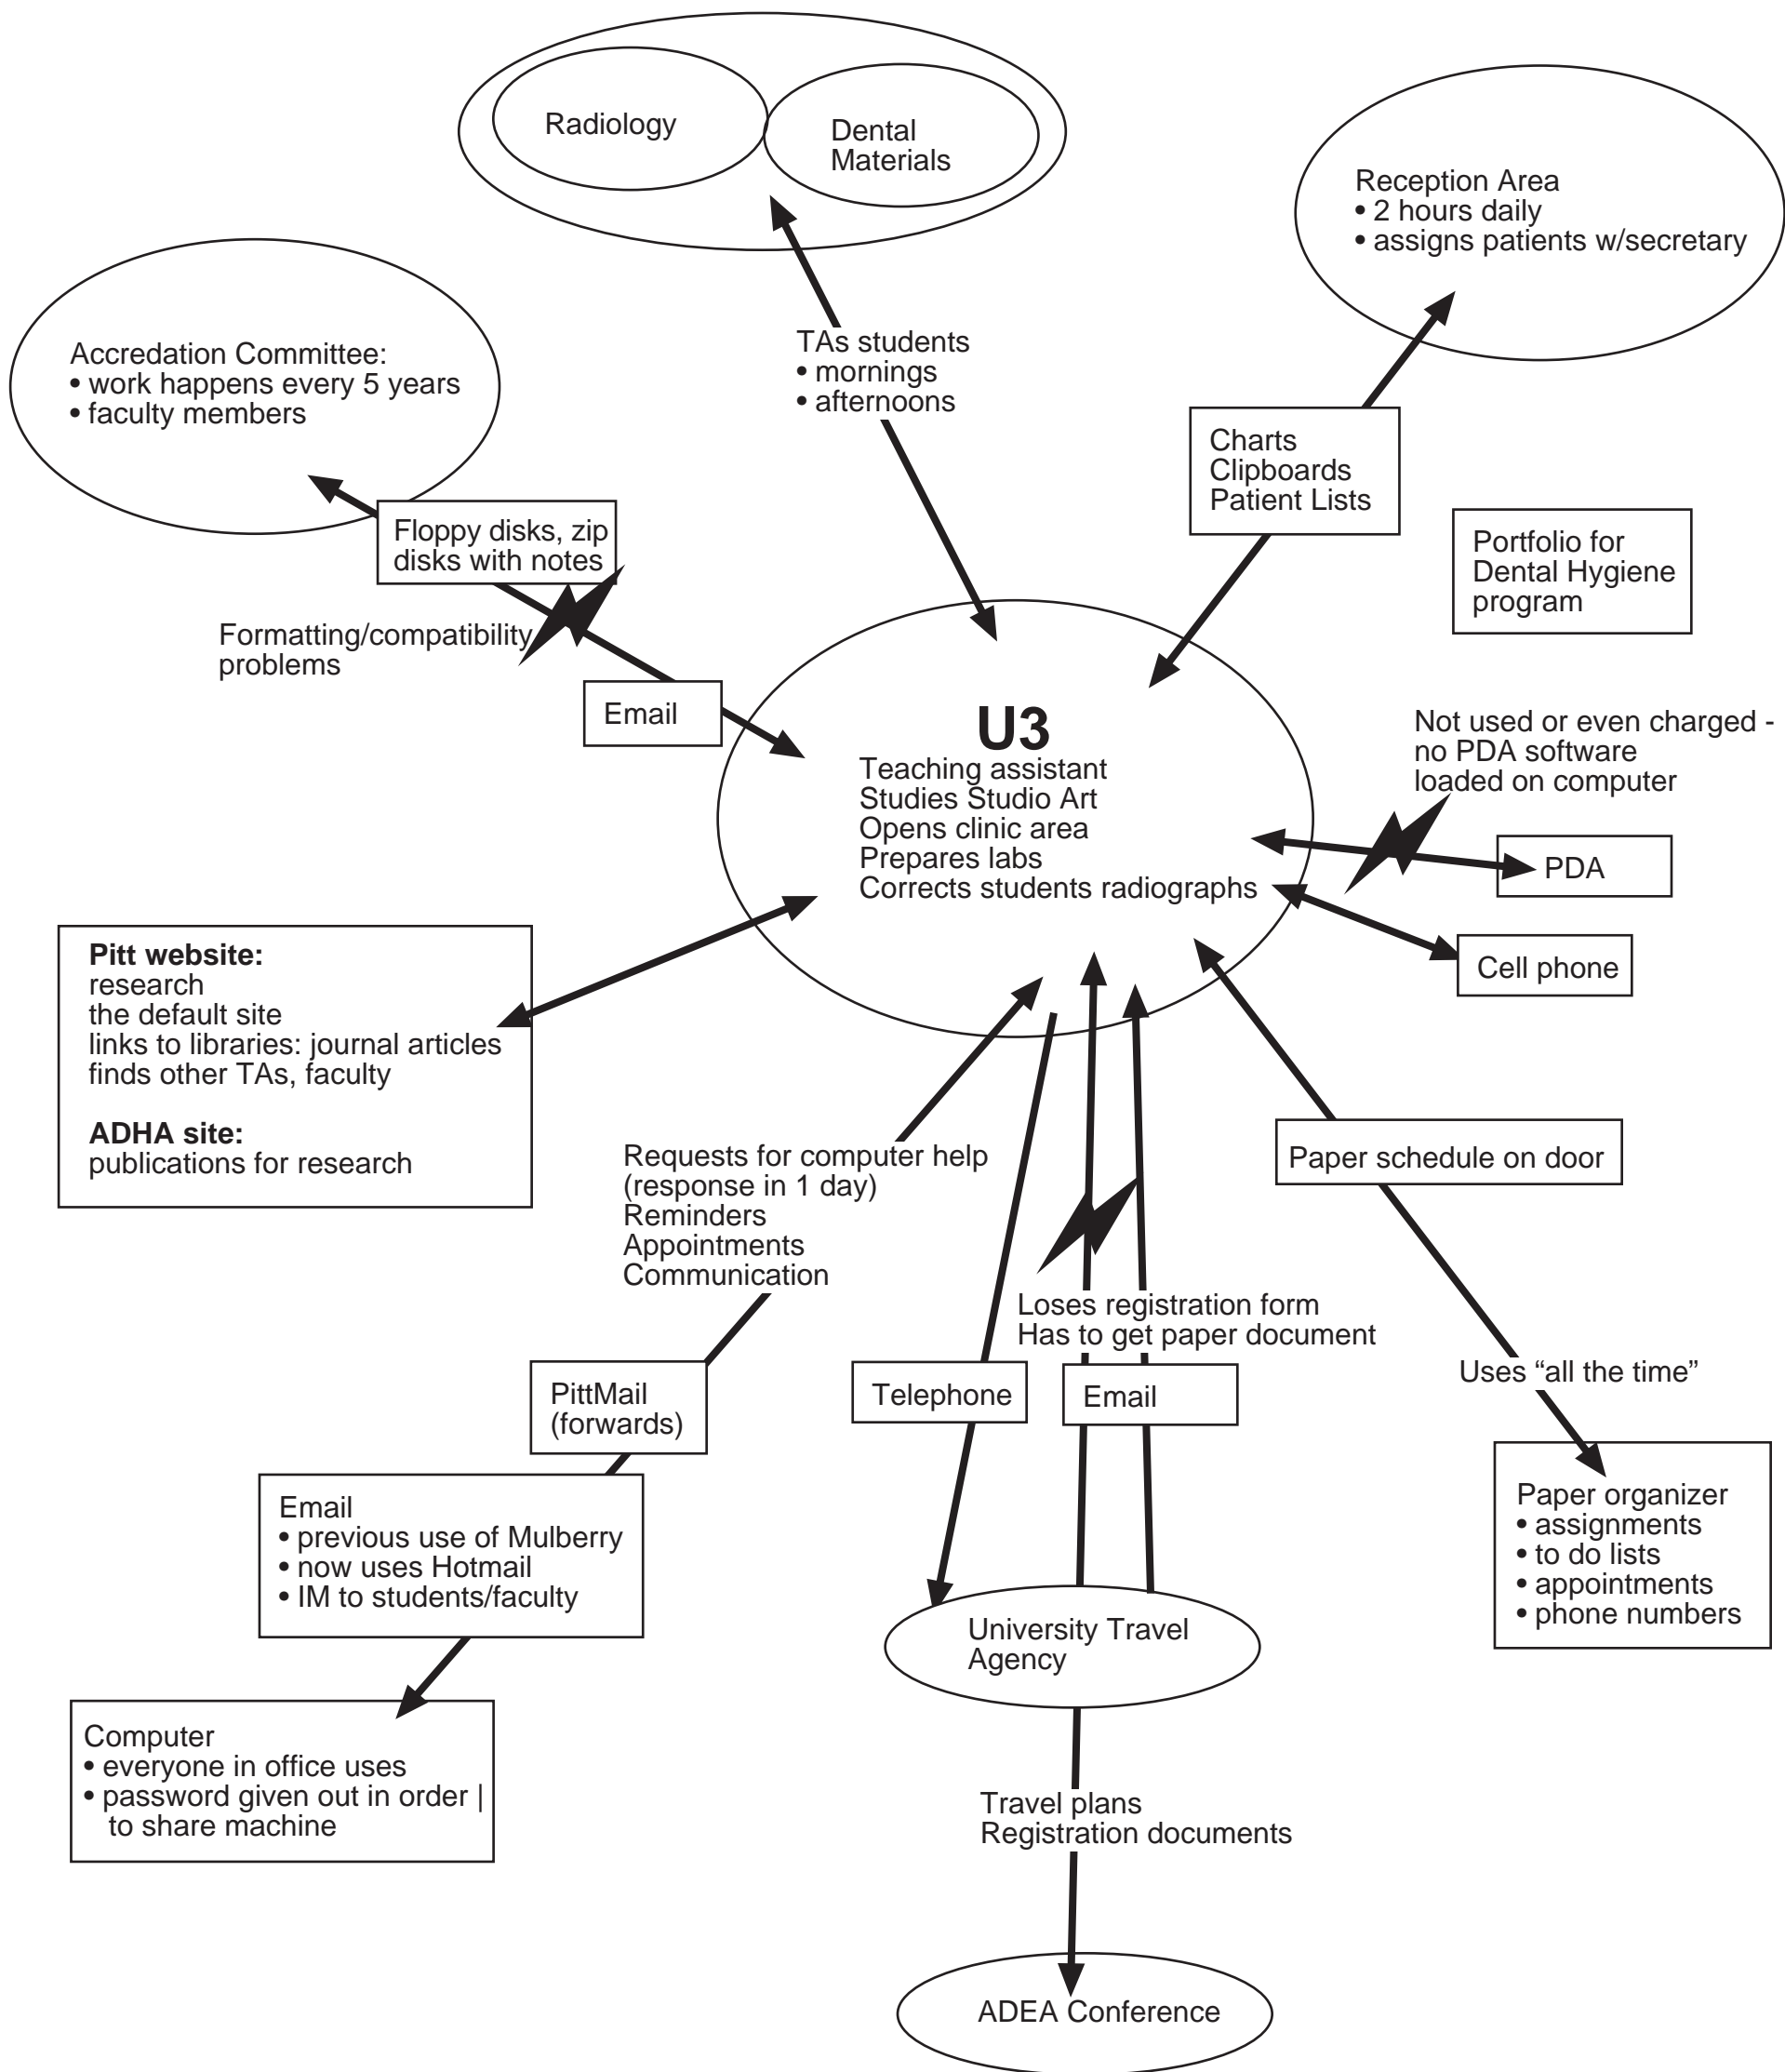 Radiology
Dental
Materials
Reception Area
• 2 hours daily
• assigns patients w/secretary
Accredation Committee:
• work happens every 5 years
• faculty members
TAs students
• mornings
• afternoons
Charts
Clipboards
Patient Lists
Floppy disks, zip
disks with notes
Portfolio for
Dental Hygiene
program
Formatting/compatibility
problems
Email
U3
Teaching assistant
Studies Studio Art
Opens clinic area
Prepares labs
Corrects students radiographs
Not used or even charged -
no PDA software
loaded on computer
PDA
Cell phone
Pitt website:
research
the default site
links to libraries: journal articles
finds other TAs, faculty
ADHA site:
publications for research
Requests for computer help
(response in 1 day)
Reminders
Appointments
Communication
Paper schedule on door
Loses registration form
Has to get paper document
Uses “all the time”
PittMail
(forwards)
Telephone
Email
Email
• previous use of Mulberry
• now uses Hotmail
• IM to students/faculty
Paper organizer
• assignments
• to do lists
• appointments
• phone numbers
University Travel
Agency
Computer
• everyone in office uses
• password given out in order |
to share machine
Travel plans
Registration documents
ADEA Conference